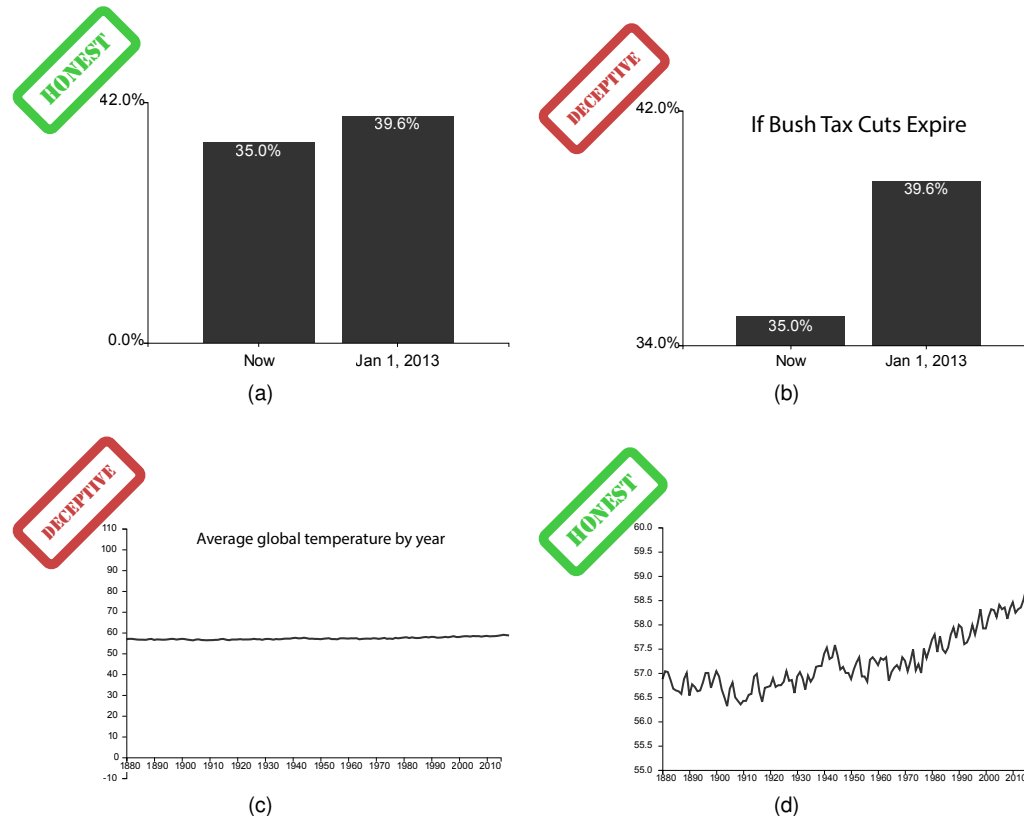 HONEST
42.0%
35.0%
39.6%
0.0%
Now Jan 1, 2013
(a)
DECEPTIVE
42.0%
If Bush Tax Cuts Expire
39.6%
35.0%
34.0%
Now Jan 1, 2013
(b)
DECEPTIVE
Average global temperature by year
110
100
90
80
70
60
50
40
30
20
10
0
-10
1880 1890 1900 1910 1920 1930 1940 1950 1960 1970 1980 1990 2000 2010
(c)
HONEST
60.0
59.5
59.0
58.5
58.0
57.5
57.0
56.5
56.0
55.5
55.0
1880 1890 1900 1910 1920 1930 1940 1950 1960 1970 1980 1990 2000 2010
(d)